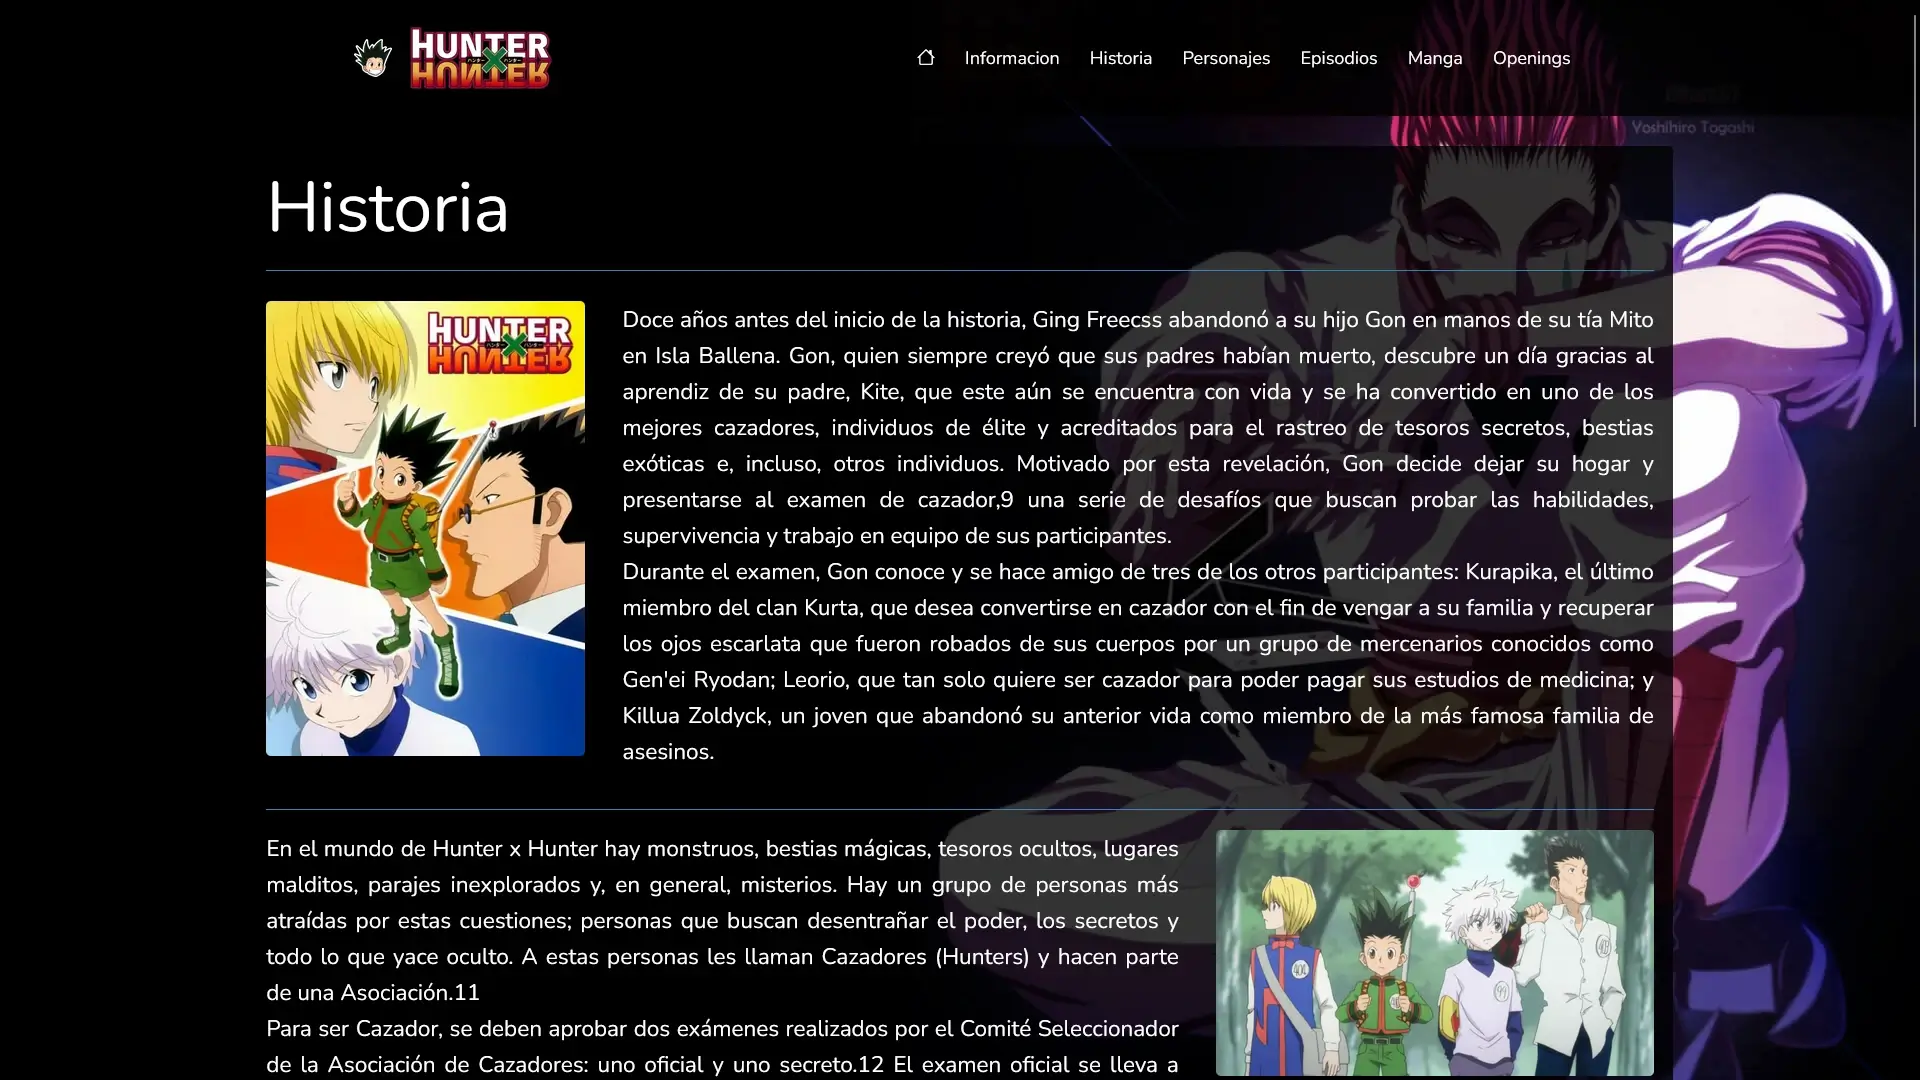 HUNTER
HUNTER
Informacion
Historia
Personajes
Episodios
Manga
Openings
Yoshihiro Togashi
Historia
HUNTER
HUNTER
Doce años antes del inicio de la historia, Ging Freecss abandonó a su hijo Gon en manos de su tía Mito
en Isla Ballena. Gon, quien siempre creyó que sus padres habían muerto, descubre un día gracias al
aprendiz de su padre, Kite, que este aún se encuentra con vida y se ha convertido en uno de los
mejores cazadores, individuos de élite y acreditados para el rastreo de tesoros secretos, bestias
exóticas e, incluso, otros individuos. Motivado por esta revelación, Gon decide dejar su hogar y
presentarse al examen de cazador,9 una serie de desafíos que buscan probar las habilidades,
supervivencia y trabajo en equipo de sus participantes.
Durante el examen, Gon conoce y se hace amigo de tres de los otros participantes: Kurapika, el último
miembro del clan Kurta, que desea convertirse en cazador con el fin de vengar a su familia y recuperar
los ojos escarlata que fueron robados de sus cuerpos por un grupo de mercenarios conocidos como
Gen'ei Ryodan; Leorio, que tan solo quiere ser cazador para poder pagar sus estudios de medicina; y
Killua Zoldyck, un joven que abandonó su anterior vida como miembro de la más famosa familia de
asesinos.
En el mundo de Hunter x Hunter hay monstruos, bestias mágicas, tesoros ocultos, lugares
malditos, parajes inexplorados y, en general, misterios. Hay un grupo de personas más
atraídas por estas cuestiones; personas que buscan desentrañar el poder, los secretos y
todo lo que yace oculto. A estas personas les llaman Cazadores (Hunters) y hacen parte
de una Asociación.11
Para ser Cazador, se deben aprobar dos exámenes realizados por el Comité Seleccionador
de la Asociación de Cazadores: uno oficial y uno secreto.12 El examen oficial se lleva a
404
99